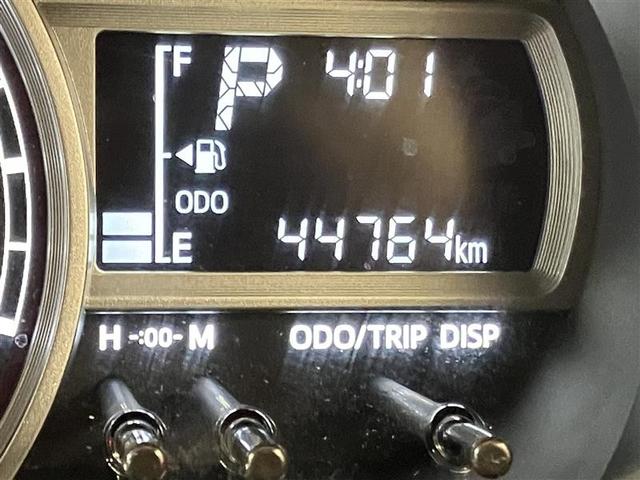 F P 4:01
ODO
E 44764km
H -:00- M ODO/TRIP DISP